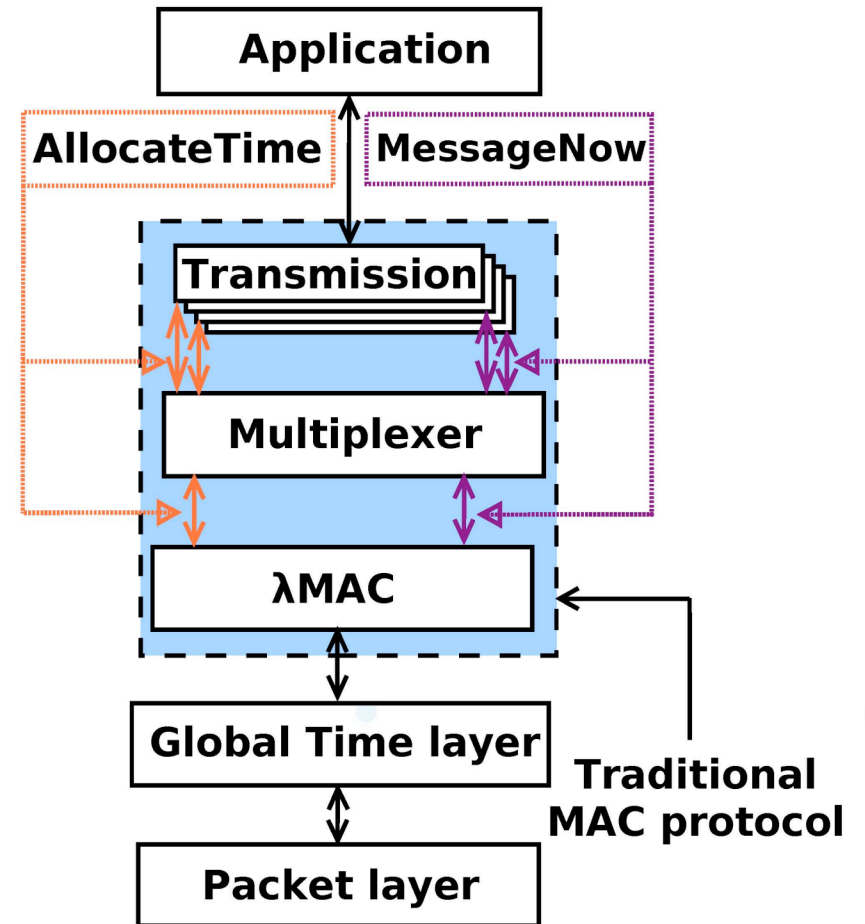 Application
AllocateTime
MessageNow
Transmission
Multiplexer
λMAC
Global Time layer
Traditional
MAC protocol
Packet layer